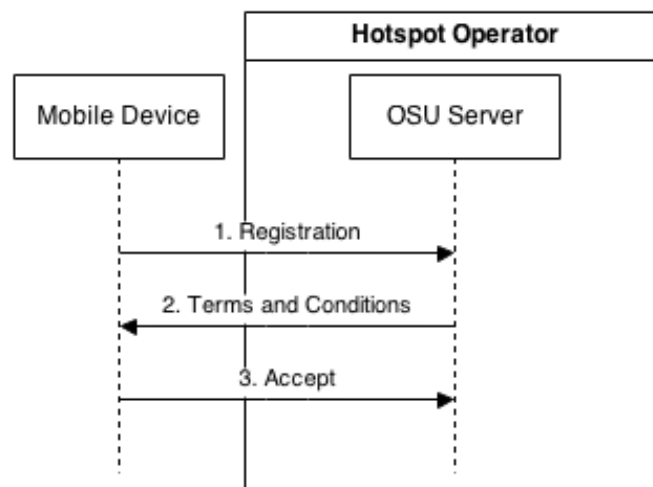 Hotspot Operator
Mobile Device
OSU Server
1. Registration
2. Terms and Conditions
3. Accept